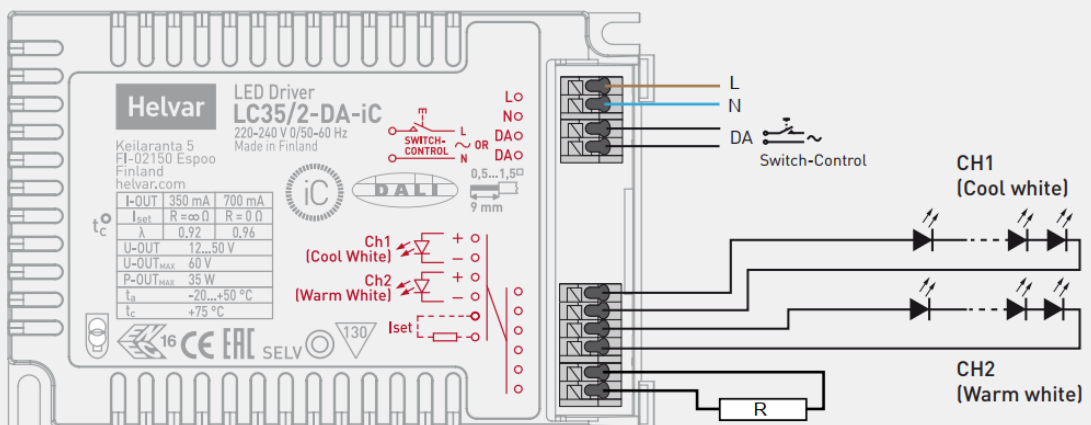 Helvar
LED Driver
LC35/2-DA-iC
220-240 V 0/50-60 Hz
Made in Finland
Keilaranta 5
FI-02150 Espoo
Finland
helvar.com
I-OUT 350 mA 700 mA
Iset R=∞ Ω R = 0 Ω
λ 0.92 0.96
U-OUT 12...50 V
U-OUTMAX 60 V
P-OUTMAX 35 W
ta -20...+50 °C
tc +75 °C
tc
16 CE EAC SELV 130
iC
DALI
SWITCH-
CONTROL
L
N
~ OR
L
N
DA
DA
0,5...1,5
9 mm
Ch1
(Cool White)
+
-
Ch2
(Warm White)
+
-
Iset
L
N
DA ~
Switch-Control
CH1
(Cool white)
CH2
(Warm white)
R